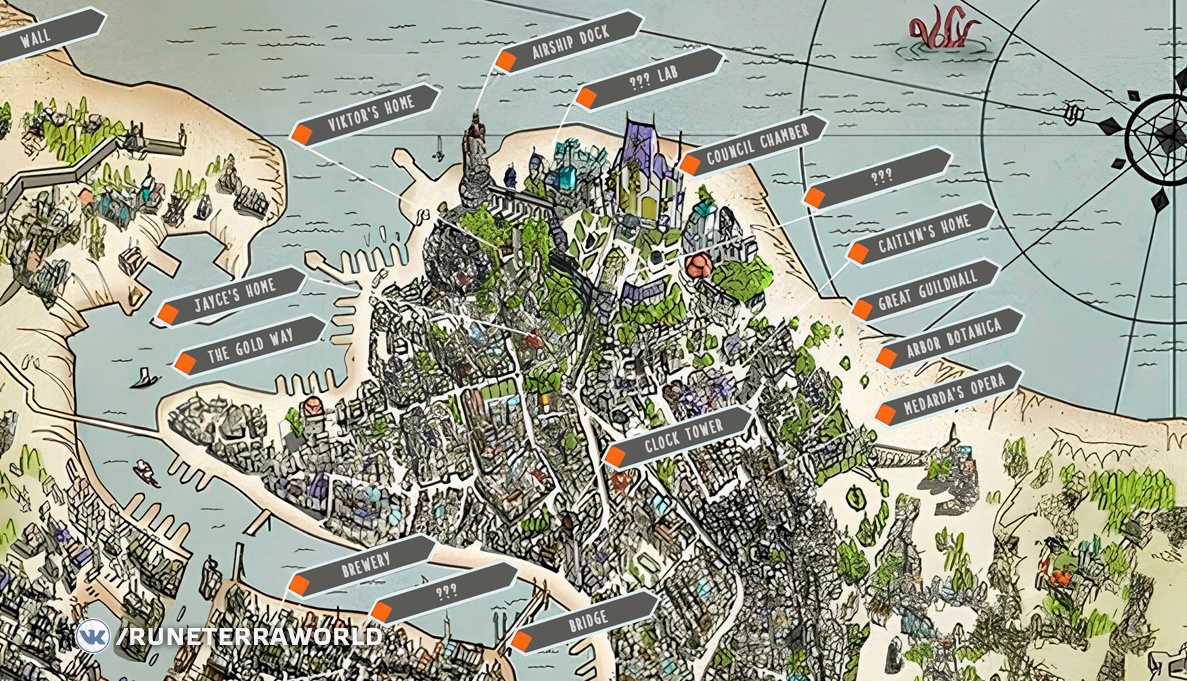 WALL
AIRSHIP DOCK
??? LAB
VIKTOR'S HOME
COUNCIL CHAMBER
???
CAITLYN'S HOME
JAYCE'S HOME
GREAT GUILDHALL
THE GOLD WAY
ARBOR BOTANICA
MEDARDA'S OPERA
CLOCK TOWER
BREWERY
???
BRIDGE
/RUNETERRAWORLD